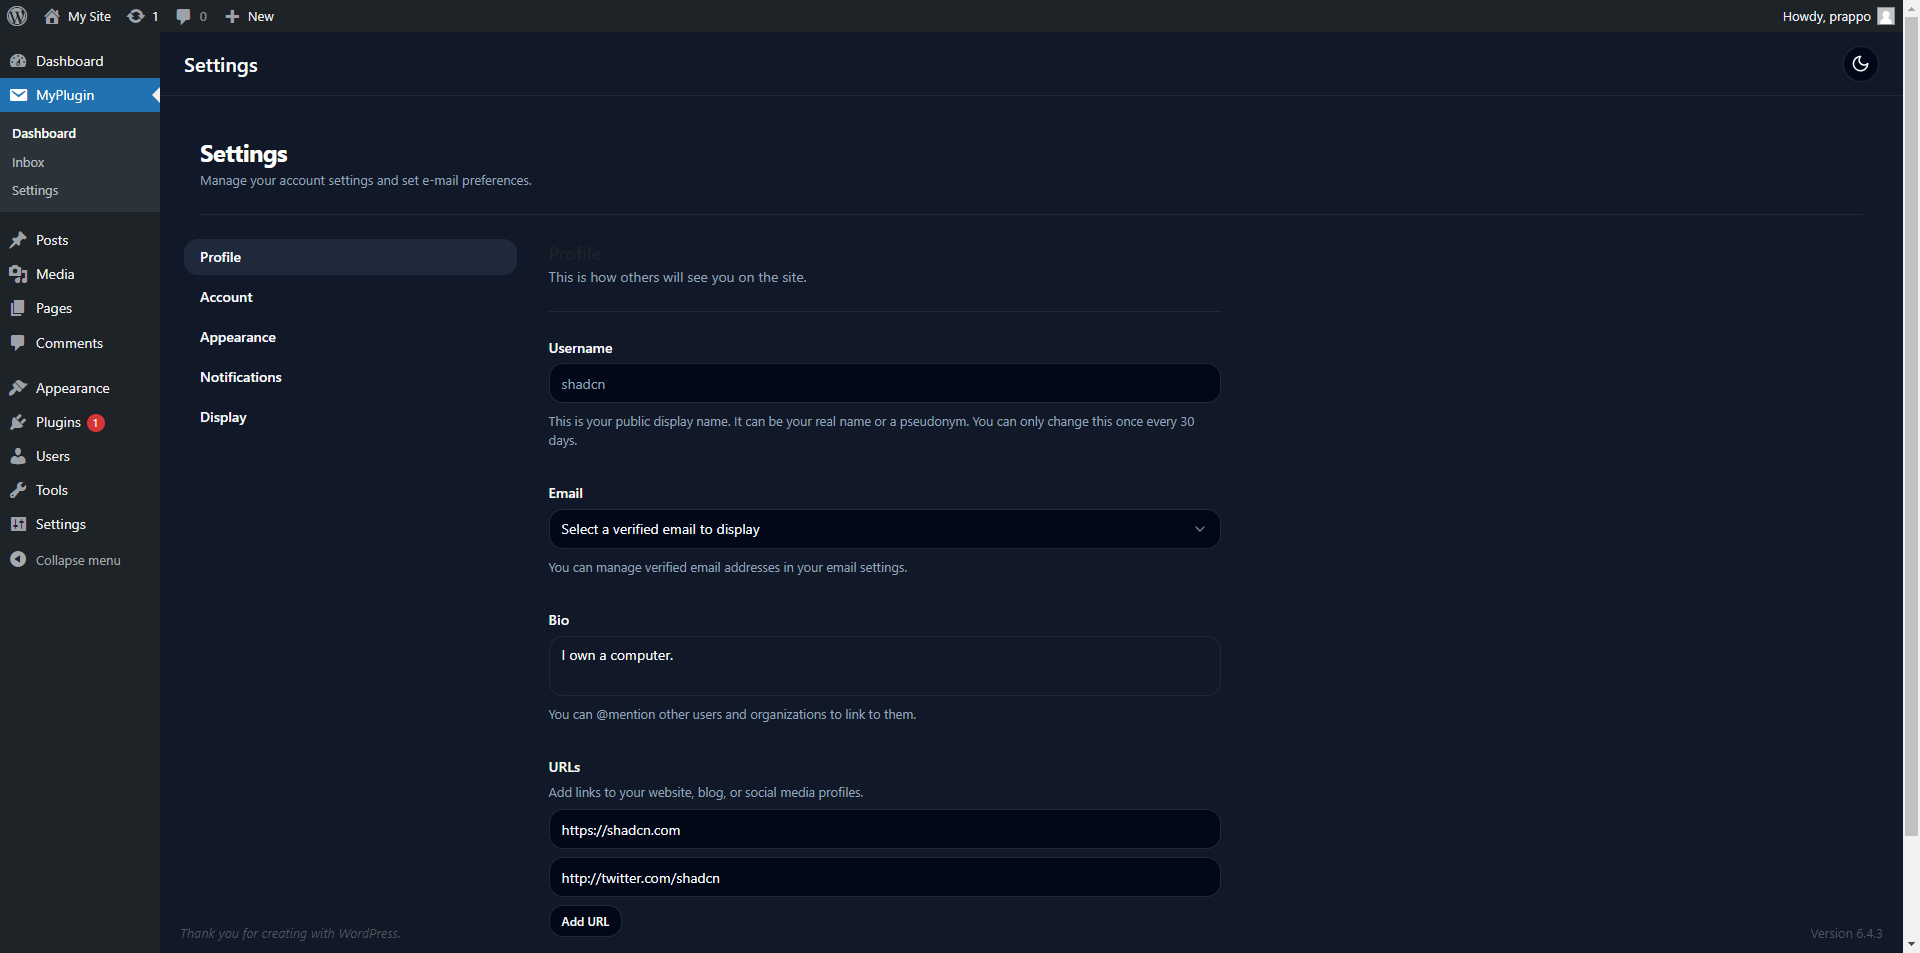 My Site
1
0
New
Howdy, prappo
Dashboard
MyPlugin
Dashboard
Inbox
Settings
Posts
Media
Pages
Comments
Appearance
Plugins 1
Users
Tools
Settings
Collapse menu
Settings
Settings
Manage your account settings and set e-mail preferences.
Profile
Account
Appearance
Notifications
Display
Profile
This is how others will see you on the site.
Username
shadcn
This is your public display name. It can be your real name or a pseudonym. You can only change this once every 30
days.
Email
Select a verified email to display
You can manage verified email addresses in your email settings.
Bio
I own a computer.
You can @mention other users and organizations to link to them.
URLs
Add links to your website, blog, or social media profiles.
https://shadcn.com
http://twitter.com/shadcn
Add URL
Thank you for creating with WordPress.
Version 6.4.3